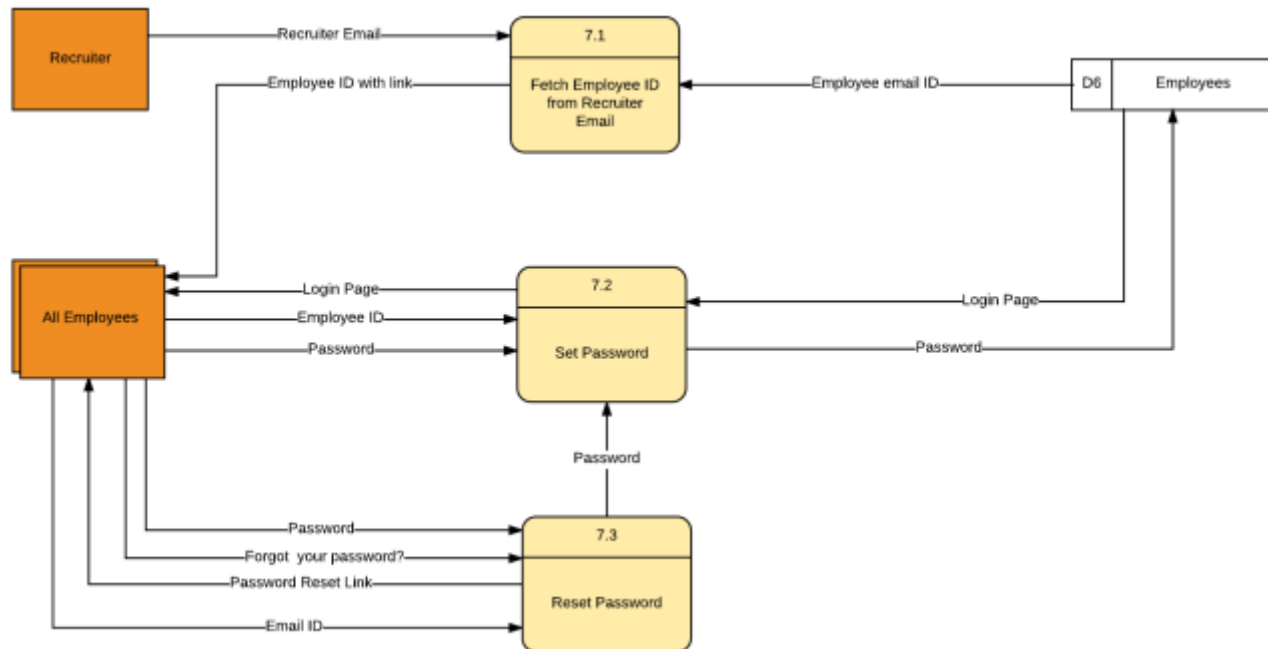 Recruiter
Recruiter Email
7.1
Employee ID with link
Fetch Employee ID
from Recruiter
Email
Employee email ID
D6
Employees
All Employees
Login Page
Employee ID
Password
7.2
Set Password
Login Page
Password
Password
Password
Forgot your password?
Password Reset Link
Email ID
7.3
Reset Password